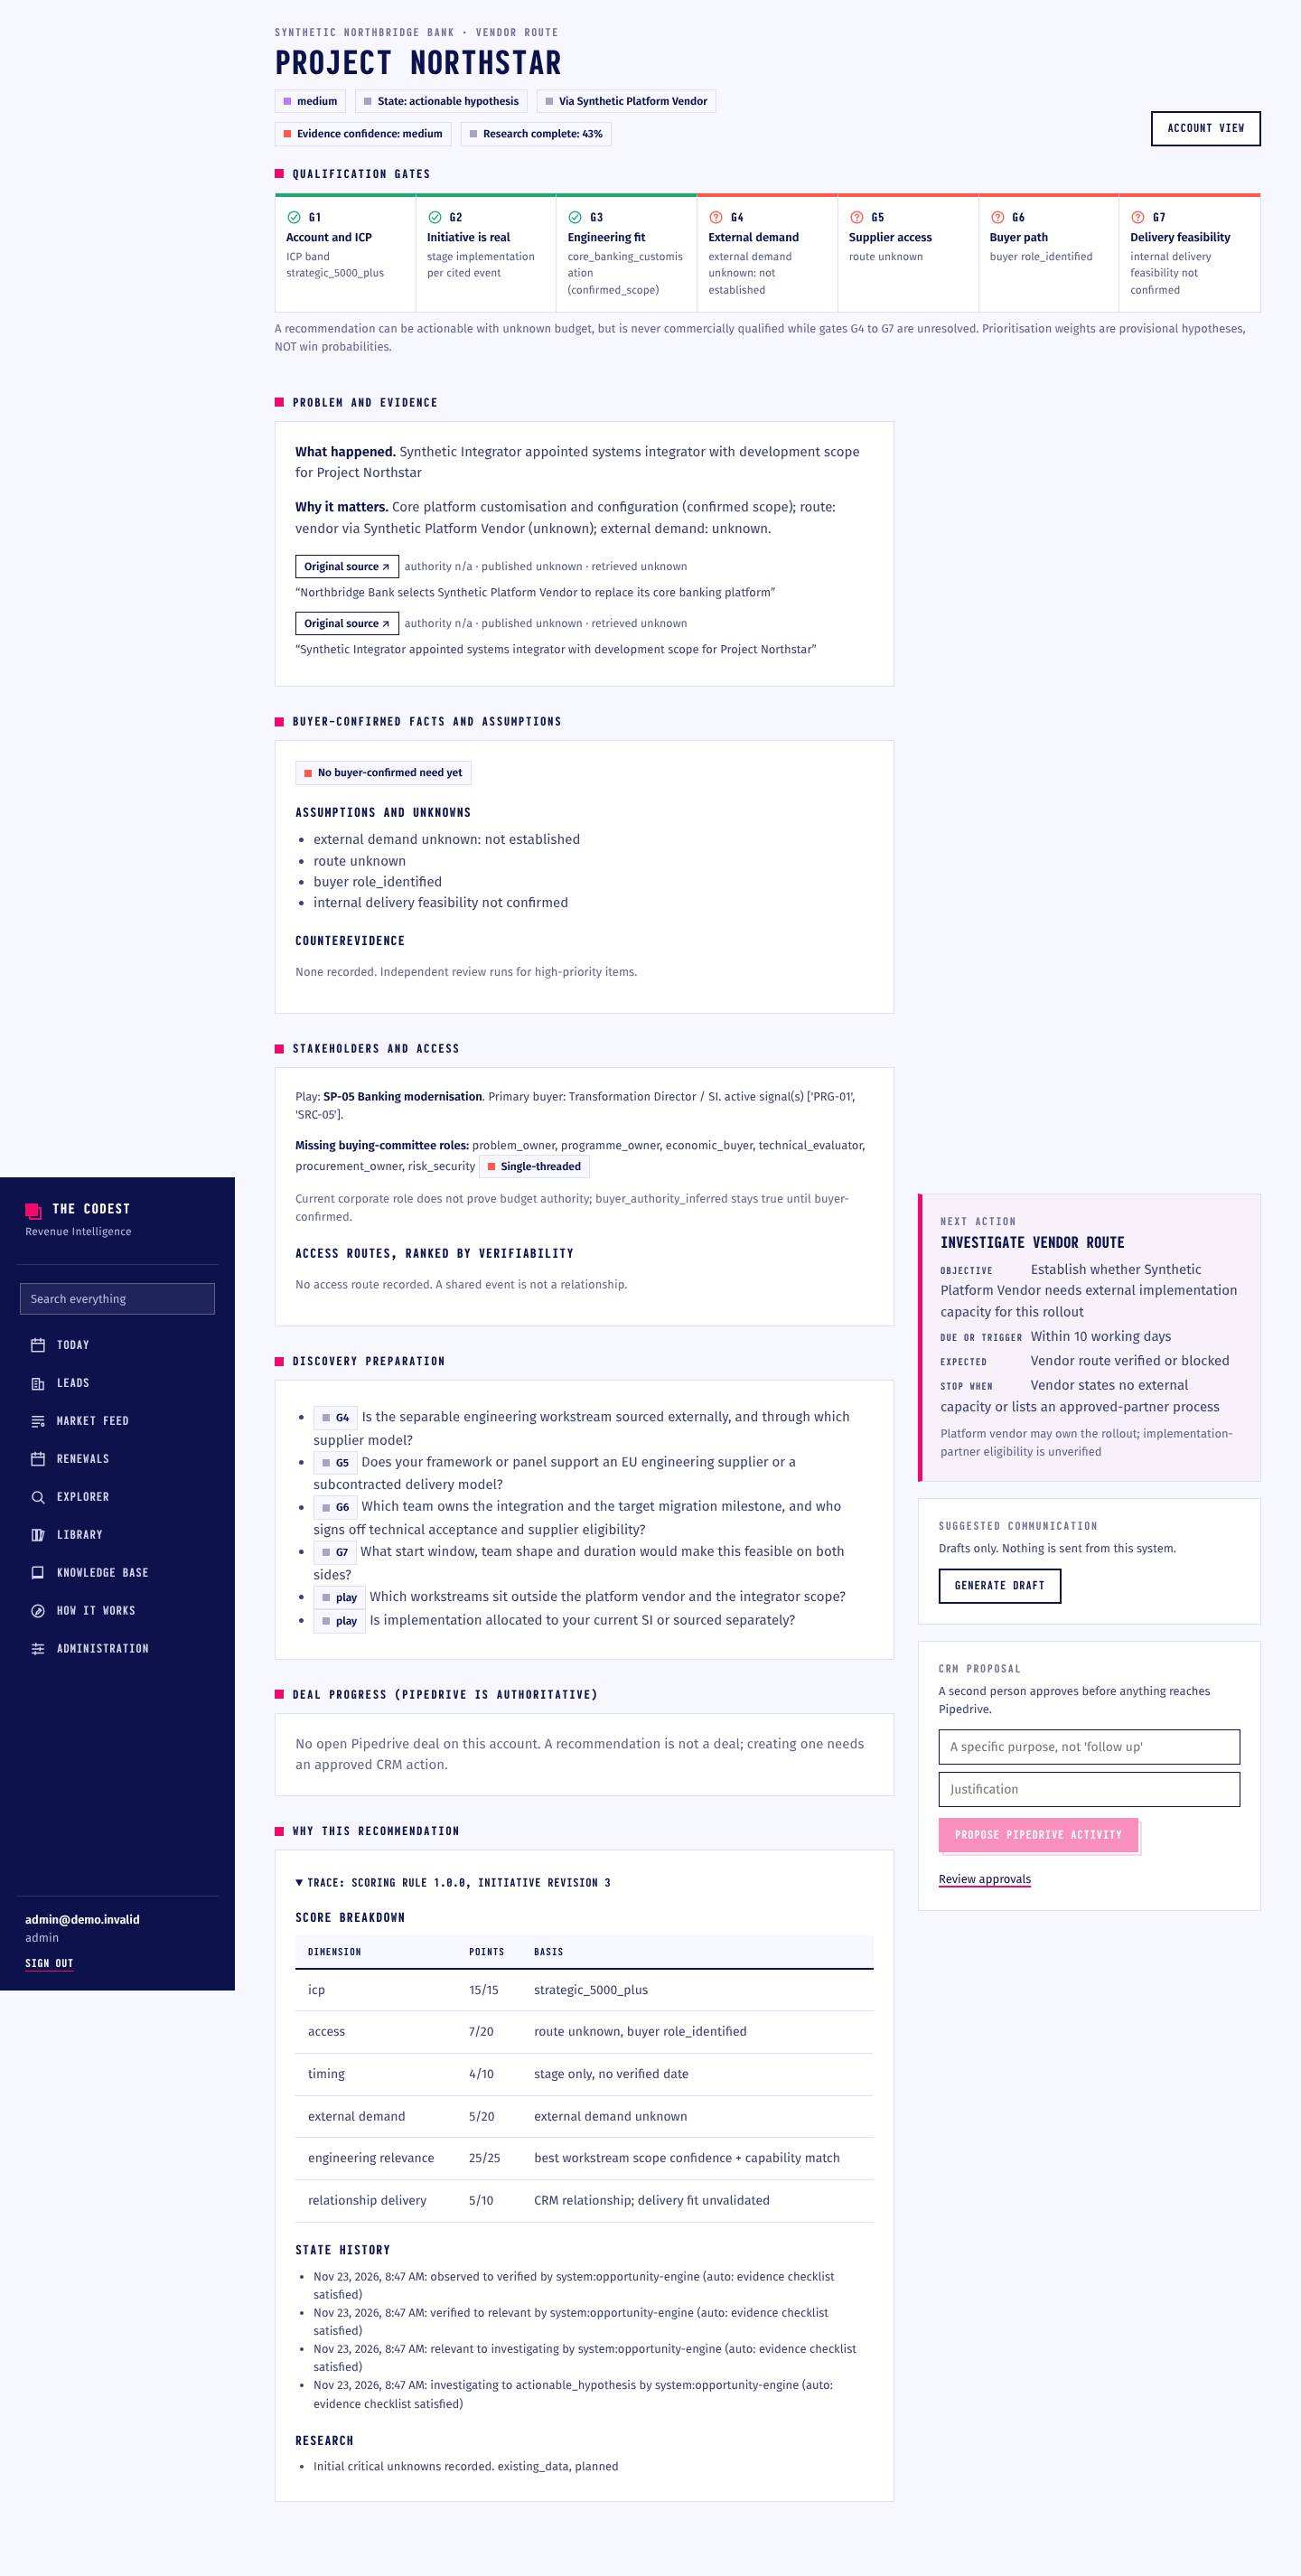 SYNTHETIC NORTHBRIDGE BANK · VENDOR ROUTE
PROJECT NORTHSTAR
medium
State: actionable hypothesis
Via Synthetic Platform Vendor
Evidence confidence: medium
Research complete: 43%
ACCOUNT VIEW
QUALIFICATION GATES
G1
Account and ICP
ICP band
strategic_5000_plus
G2
Initiative is real
stage implementation
per cited event
G3
Engineering fit
core_banking_customis
ation
(confirmed_scope)
G4
External demand
external demand
unknown: not
established
G5
Supplier access
route unknown
G6
Buyer path
buyer role_identified
G7
Delivery feasibility
internal delivery
feasibility not
confirmed
A recommendation can be actionable with unknown budget, but is never commercially qualified while gates G4 to G7 are unresolved. Prioritisation weights are provisional hypotheses,
NOT win probabilities.
PROBLEM AND EVIDENCE
What happened. Synthetic Integrator appointed systems integrator with development scope
for Project Northstar
Why it matters. Core platform customisation and configuration (confirmed scope); route:
vendor via Synthetic Platform Vendor (unknown); external demand: unknown.
Original source ↗ authority n/a · published unknown · retrieved unknown
“Northbridge Bank selects Synthetic Platform Vendor to replace its core banking platform”
Original source ↗ authority n/a · published unknown · retrieved unknown
“Synthetic Integrator appointed systems integrator with development scope for Project Northstar”
BUYER-CONFIRMED FACTS AND ASSUMPTIONS
No buyer-confirmed need yet
ASSUMPTIONS AND UNKNOWNS
• external demand unknown: not established
• route unknown
• buyer role_identified
• internal delivery feasibility not confirmed
COUNTEREVIDENCE
None recorded. Independent review runs for high-priority items.
STAKEHOLDERS AND ACCESS
Play: SP-05 Banking modernisation. Primary buyer: Transformation Director / SI. active signal(s) ['PRG-01',
'SRC-05'].
Missing buying-committee roles: problem_owner, programme_owner, economic_buyer, technical_evaluator,
procurement_owner, risk_security Single-threaded
Current corporate role does not prove budget authority; buyer_authority_inferred stays true until buyer-
confirmed.
ACCESS ROUTES, RANKED BY VERIFIABILITY
No access route recorded. A shared event is not a relationship.
DISCOVERY PREPARATION
• G4 Is the separable engineering workstream sourced externally, and through which
supplier model?
• G5 Does your framework or panel support an EU engineering supplier or a
subcontracted delivery model?
• G6 Which team owns the integration and the target migration milestone, and who
signs off technical acceptance and supplier eligibility?
• G7 What start window, team shape and duration would make this feasible on both
sides?
• play Which workstreams sit outside the platform vendor and the integrator scope?
• play Is implementation allocated to your current SI or sourced separately?
DEAL PROGRESS (PIPEDRIVE IS AUTHORITATIVE)
No open Pipedrive deal on this account. A recommendation is not a deal; creating one needs
an approved CRM action.
WHY THIS RECOMMENDATION
▼ TRACE: SCORING RULE 1.0.0, INITIATIVE REVISION 3
SCORE BREAKDOWN
DIMENSION POINTS BASIS
icp 15/15 strategic_5000_plus
access 7/20 route unknown, buyer role_identified
timing 4/10 stage only, no verified date
external demand 5/20 external demand unknown
engineering relevance 25/25 best workstream scope confidence + capability match
relationship delivery 5/10 CRM relationship; delivery fit unvalidated
STATE HISTORY
• Nov 23, 2026, 8:47 AM: observed to verified by system:opportunity-engine (auto: evidence checklist
satisfied)
• Nov 23, 2026, 8:47 AM: verified to relevant by system:opportunity-engine (auto: evidence checklist
satisfied)
• Nov 23, 2026, 8:47 AM: relevant to investigating by system:opportunity-engine (auto: evidence checklist
satisfied)
• Nov 23, 2026, 8:47 AM: investigating to actionable_hypothesis by system:opportunity-engine (auto:
evidence checklist satisfied)
RESEARCH
• Initial critical unknowns recorded. existing_data, planned
THE CODEST
Revenue Intelligence
Search everything
TODAY
LEADS
MARKET FEED
RENEWALS
EXPLORER
LIBRARY
KNOWLEDGE BASE
HOW IT WORKS
ADMINISTRATION
admin@demo.invalid
admin
SIGN OUT
NEXT ACTION
INVESTIGATE VENDOR ROUTE
OBJECTIVE Establish whether Synthetic
Platform Vendor needs external implementation
capacity for this rollout
DUE OR TRIGGER Within 10 working days
EXPECTED Vendor route verified or blocked
STOP WHEN Vendor states no external
capacity or lists an approved-partner process
Platform vendor may own the rollout; implementation-
partner eligibility is unverified
SUGGESTED COMMUNICATION
Drafts only. Nothing is sent from this system.
GENERATE DRAFT
CRM PROPOSAL
A second person approves before anything reaches
Pipedrive.
A specific purpose, not 'follow up'
Justification
PROPOSE PIPEDRIVE ACTIVITY
Review approvals